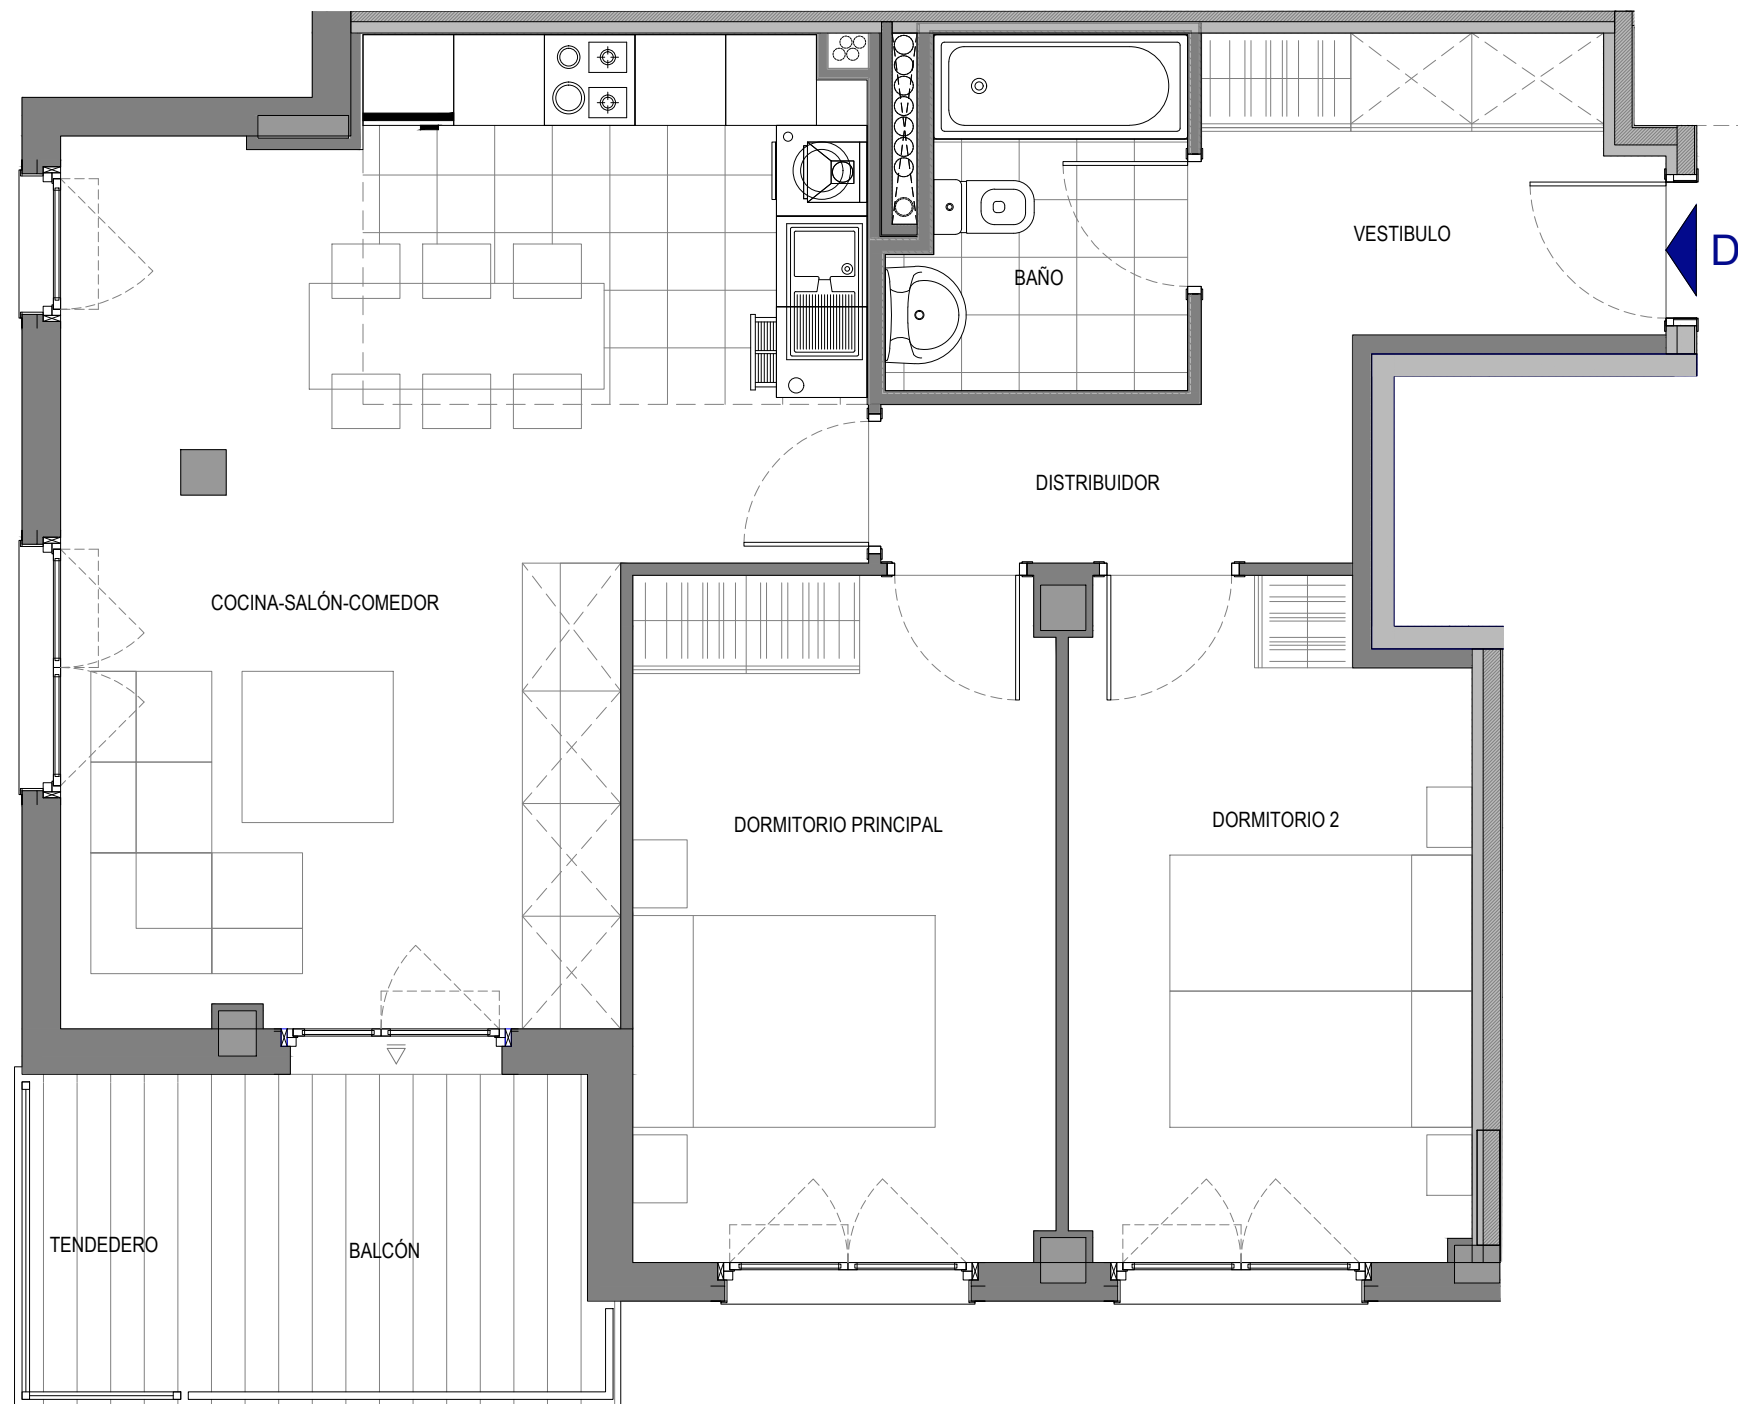 VESTIBULO
D
BAÑO
DISTRIBUIDOR
COCINA-SALÓN-COMEDOR
DORMITORIO PRINCIPAL
DORMITORIO 2
TENDEDERO
BALCÓN